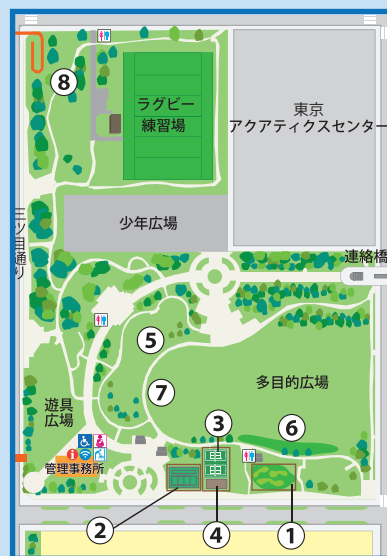 ⑧
ラグビー
練習場
東京
アクアティクスセンター
三ツ目通り
少年広場
連絡橋
⑤
⑦
多目的広場
遊具
広場
③
⑥
管理事務所
②
④
①